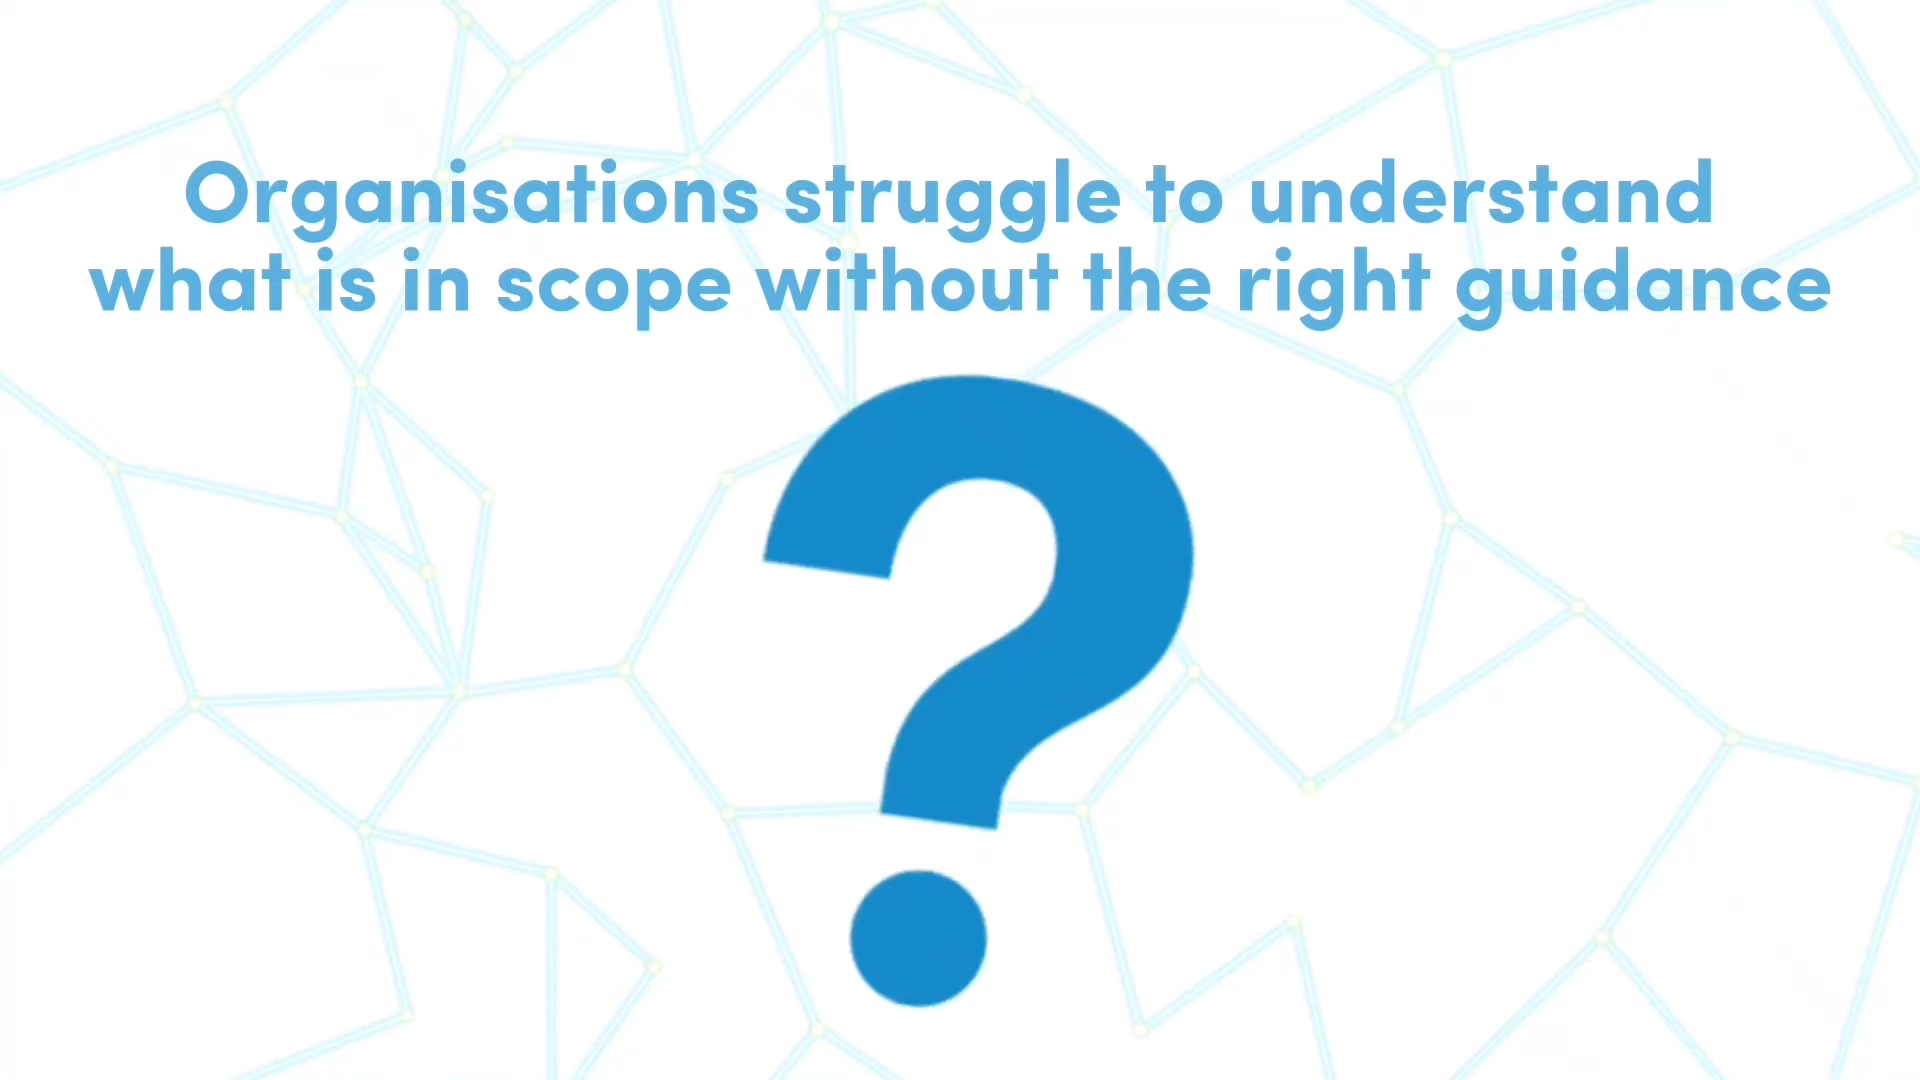 Organisations struggle to understand
what is in scope without the right guidance
?